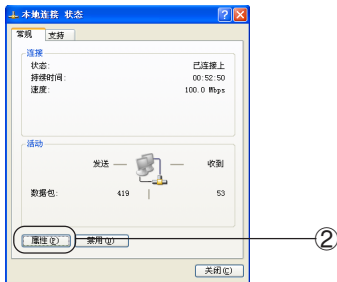 本地连接 状态
常规 支持
连接
状态: 已连接上
持续时间: 00:52:50
速度: 100.0 Mbps
活动
发送 — — 收到
数据包: 419 | 53
属性(P) 禁用(D) ②
关闭(C)